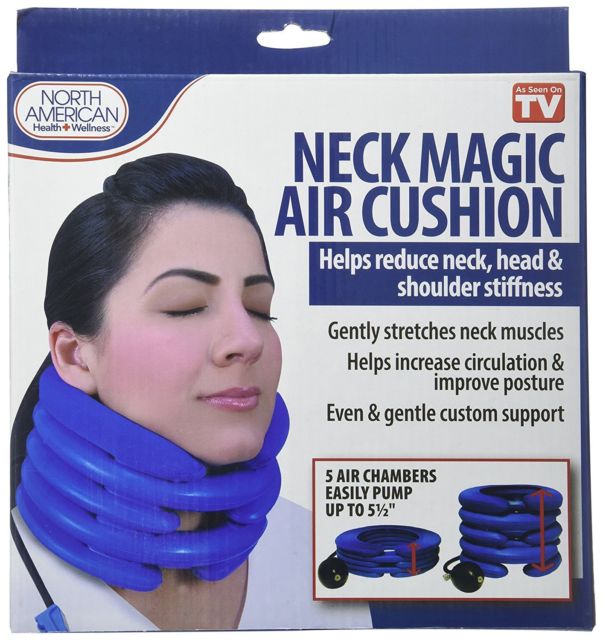 NORTH
AMERICAN
Health+Wellness™
As Seen On
TV
NECK MAGIC
AIR CUSHION
Helps reduce neck, head &
shoulder stiffness
Gently stretches neck muscles
Helps increase circulation &
improve posture
Even & gentle custom support
5 AIR CHAMBERS
EASILY PUMP
UP TO 5½"